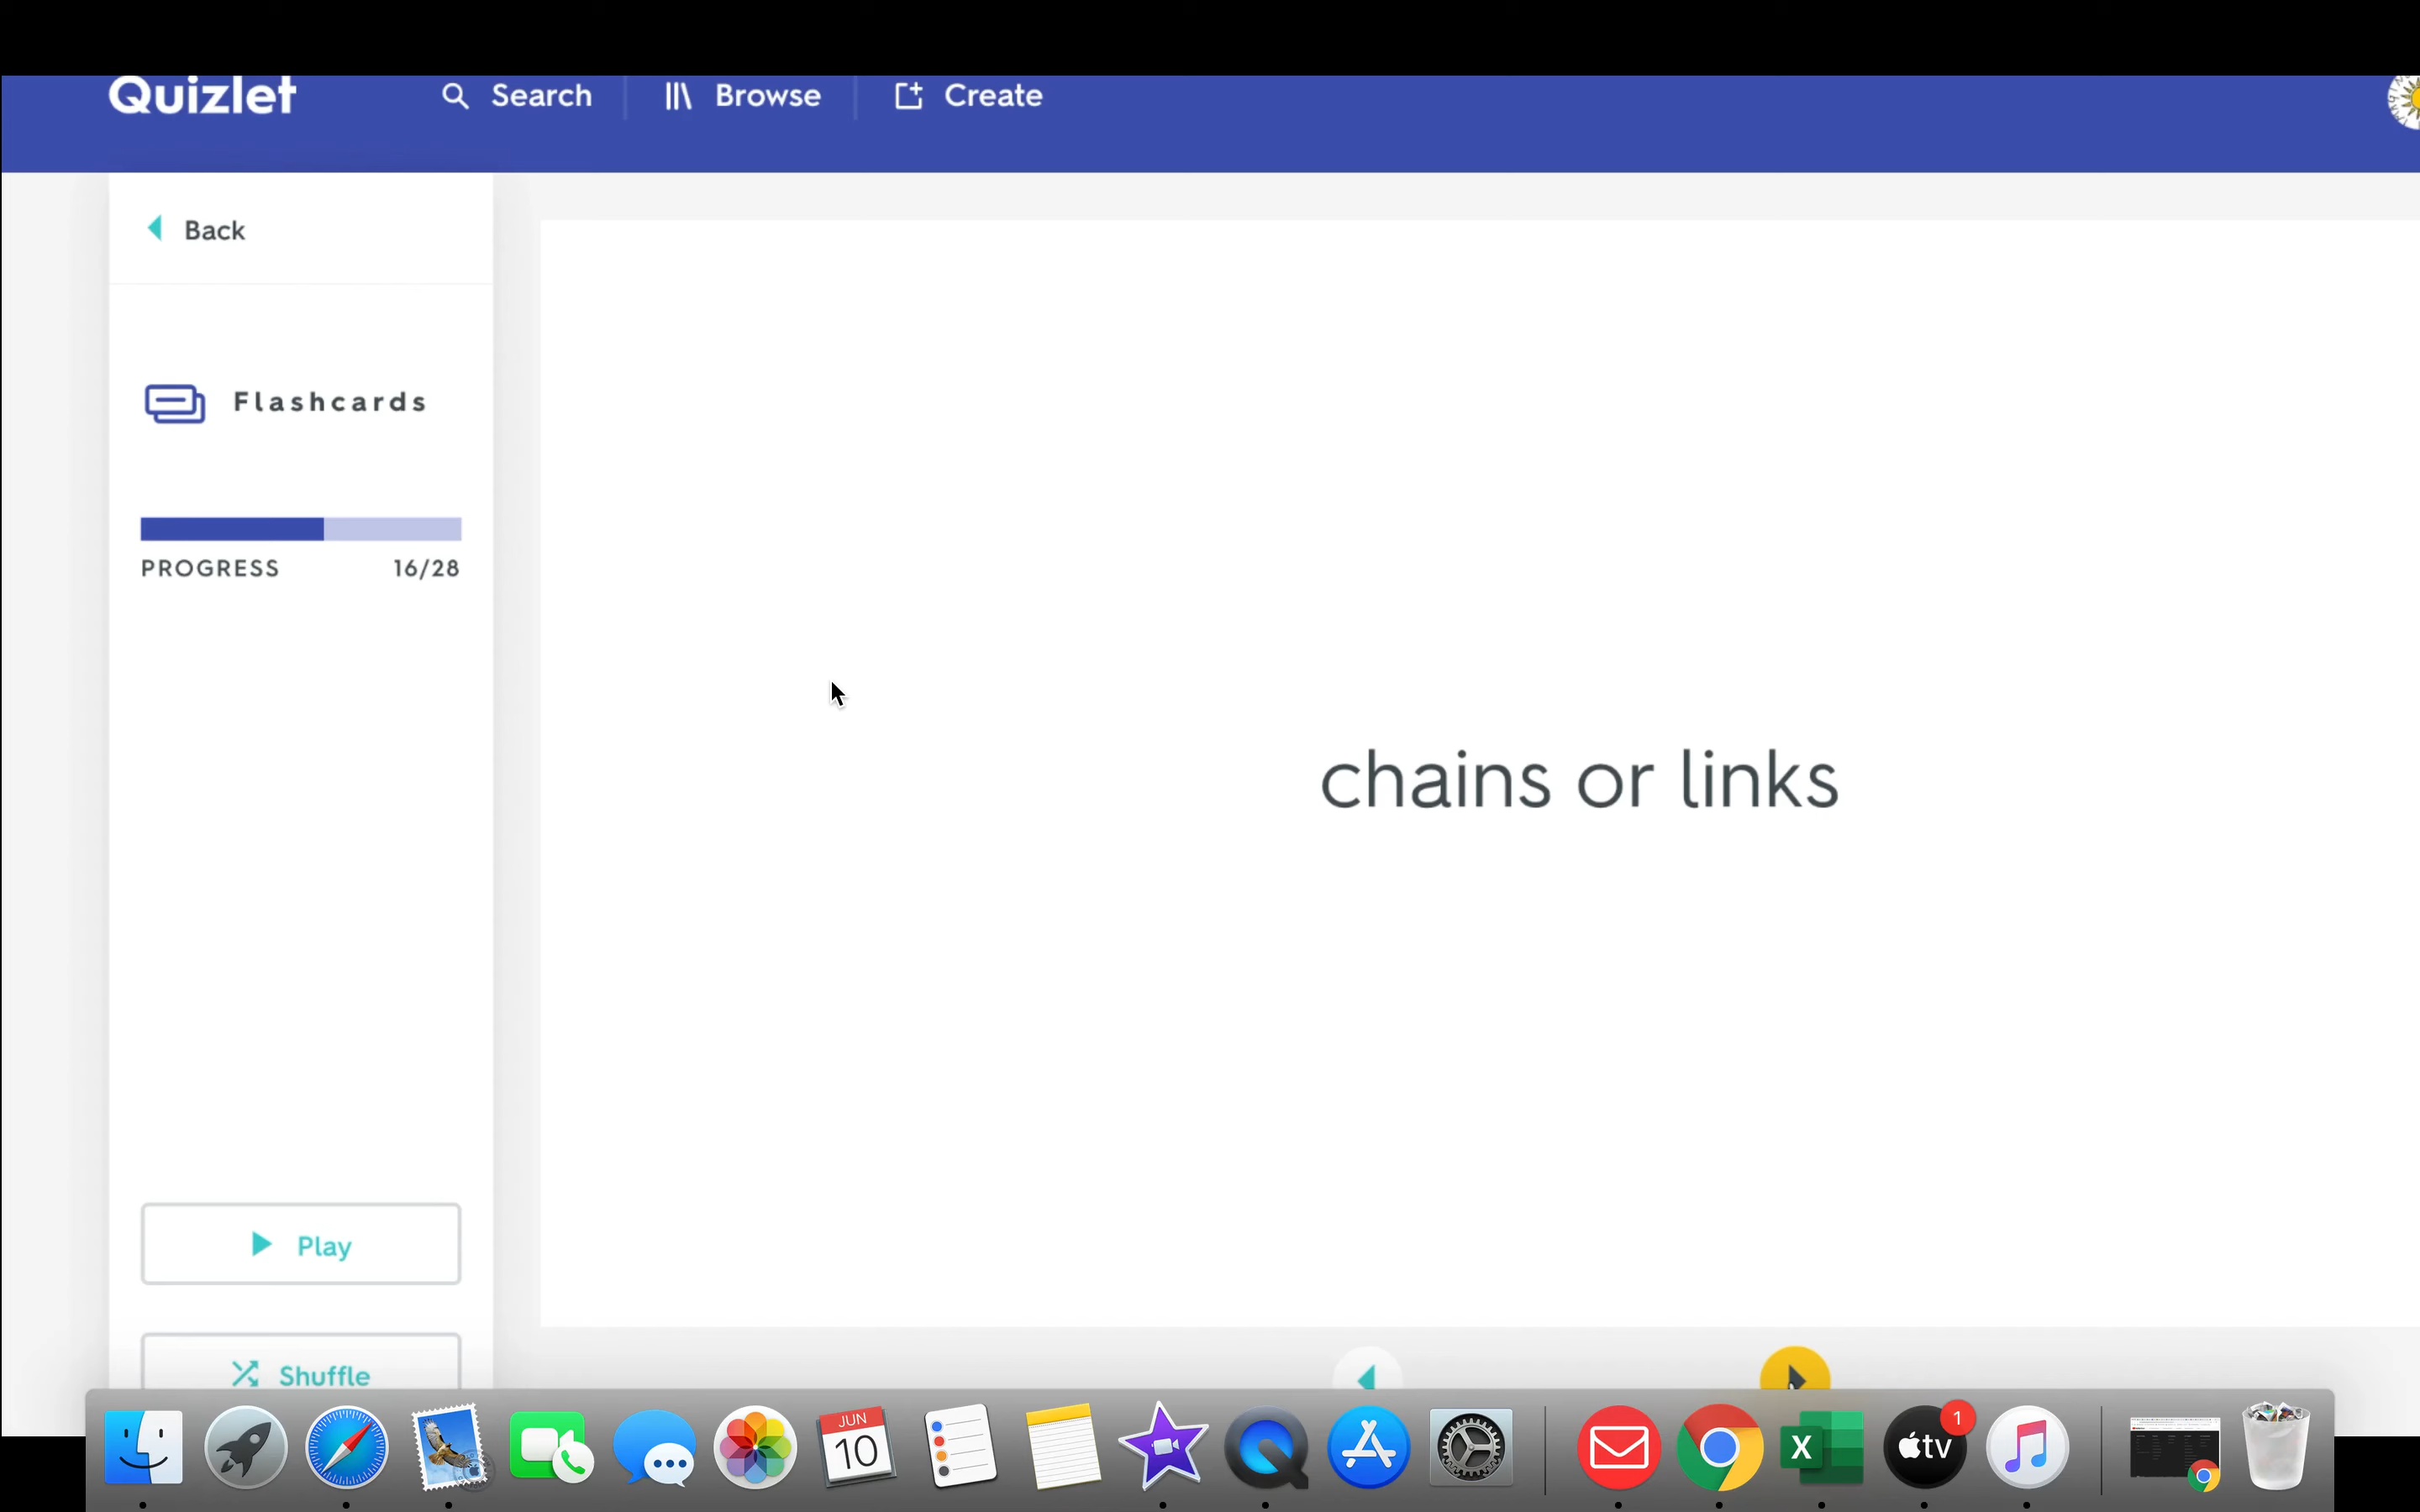 Quizlet
Search
Browse
Create
Back
Flashcards
PROGRESS
16/28
chains or links
Play
Shuffle
JUN
10
X
tv
1